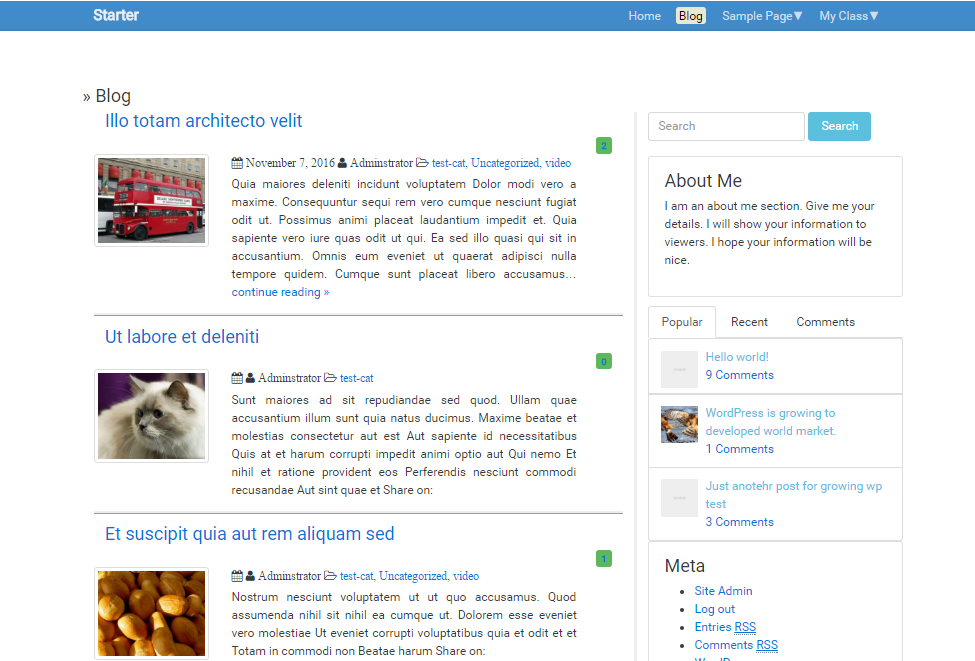 Starter
Home Blog Sample Page▼ My Class▼
» Blog
Illo totam architecto velit
2
November 7, 2016 Adminstrator test-cat, Uncategorized, video
Quia maiores deleniti incidunt voluptatem Dolor modi vero a
maxime. Consequuntur sequi rem vero cumque nesciunt fugiat
odit ut. Possimus animi placeat laudantium impedit et. Quia
sapiente vero iure quas odit ut qui. Ea sed illo quasi qui sit in
accusantium. Omnis eum eveniet ut quaerat adipisci nulla
tempore quidem. Cumque sunt placeat libero accusamus...
continue reading »
Ut labore et deleniti
0
Adminstrator test-cat
Sunt maiores ad sit repudiandae sed quod. Ullam quae
accusantium illum sunt quia natus ducimus. Maxime beatae et
molestias consectetur aut est Aut sapiente id necessitatibus
Quis at et harum corrupti impedit animi optio aut Qui nemo Et
nihil et ratione provident eos Perferendis nesciunt commodi
recusandae Aut sint quae et Share on:
Et suscipit quia aut rem aliquam sed
1
Adminstrator test-cat, Uncategorized, video
Nostrum nesciunt voluptatem ut ut quo accusamus. Quod
assumenda nihil sit nihil ea cumque ut. Dolorem esse eveniet
vero molestiae Ut eveniet corrupti voluptatibus quia et odit et et
Totam in commodi non Beatae harum Share on:
Search
Search
About Me
I am an about me section. Give me your
details. I will show your information to
viewers. I hope your information will be
nice.
Popular Recent Comments
Hello world!
9 Comments
WordPress is growing to
developed world market.
1 Comments
Just anotehr post for growing wp
test
3 Comments
Meta
Site Admin
Log out
Entries RSS
Comments RSS